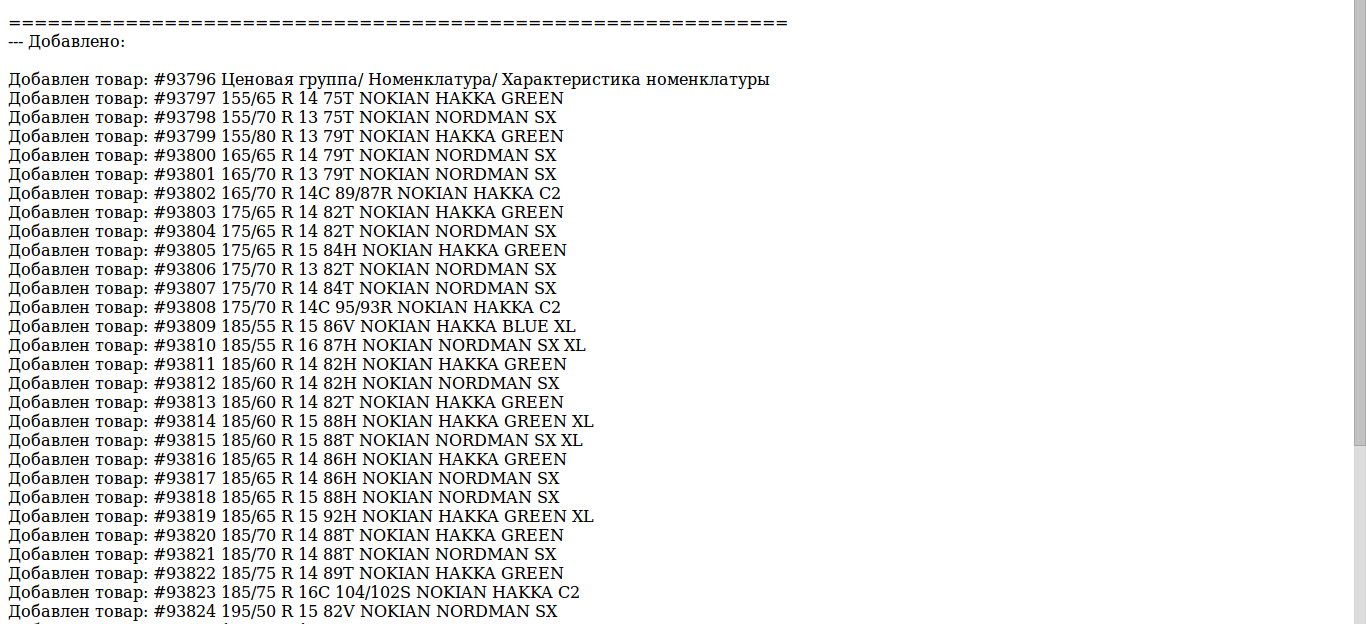 ============================================================
--- Добавлено:
Добавлен товар: #93796 Ценовая группа/ Номенклатура/ Характеристика номенклатуры
Добавлен товар: #93797 155/65 R 14 75T NOKIAN HAKKA GREEN
Добавлен товар: #93798 155/70 R 13 75T NOKIAN NORDMAN SX
Добавлен товар: #93799 155/80 R 13 79T NOKIAN HAKKA GREEN
Добавлен товар: #93800 165/65 R 14 79T NOKIAN NORDMAN SX
Добавлен товар: #93801 165/70 R 13 79T NOKIAN NORDMAN SX
Добавлен товар: #93802 165/70 R 14C 89/87R NOKIAN HAKKA C2
Добавлен товар: #93803 175/65 R 14 82T NOKIAN HAKKA GREEN
Добавлен товар: #93804 175/65 R 14 82T NOKIAN NORDMAN SX
Добавлен товар: #93805 175/65 R 15 84H NOKIAN HAKKA GREEN
Добавлен товар: #93806 175/70 R 13 82T NOKIAN NORDMAN SX
Добавлен товар: #93807 175/70 R 14 84T NOKIAN NORDMAN SX
Добавлен товар: #93808 175/70 R 14C 95/93R NOKIAN HAKKA C2
Добавлен товар: #93809 185/55 R 15 86V NOKIAN HAKKA BLUE XL
Добавлен товар: #93810 185/55 R 16 87H NOKIAN NORDMAN SX XL
Добавлен товар: #93811 185/60 R 14 82H NOKIAN HAKKA GREEN
Добавлен товар: #93812 185/60 R 14 82H NOKIAN NORDMAN SX
Добавлен товар: #93813 185/60 R 14 82T NOKIAN HAKKA GREEN
Добавлен товар: #93814 185/60 R 15 88H NOKIAN HAKKA GREEN XL
Добавлен товар: #93815 185/60 R 15 88T NOKIAN NORDMAN SX XL
Добавлен товар: #93816 185/65 R 14 86H NOKIAN HAKKA GREEN
Добавлен товар: #93817 185/65 R 14 86H NOKIAN NORDMAN SX
Добавлен товар: #93818 185/65 R 15 88H NOKIAN NORDMAN SX
Добавлен товар: #93819 185/65 R 15 92H NOKIAN HAKKA GREEN XL
Добавлен товар: #93820 185/70 R 14 88T NOKIAN HAKKA GREEN
Добавлен товар: #93821 185/70 R 14 88T NOKIAN NORDMAN SX
Добавлен товар: #93822 185/75 R 14 89T NOKIAN HAKKA GREEN
Добавлен товар: #93823 185/75 R 16C 104/102S NOKIAN HAKKA C2
Добавлен товар: #93824 195/50 R 15 82V NOKIAN NORDMAN SX